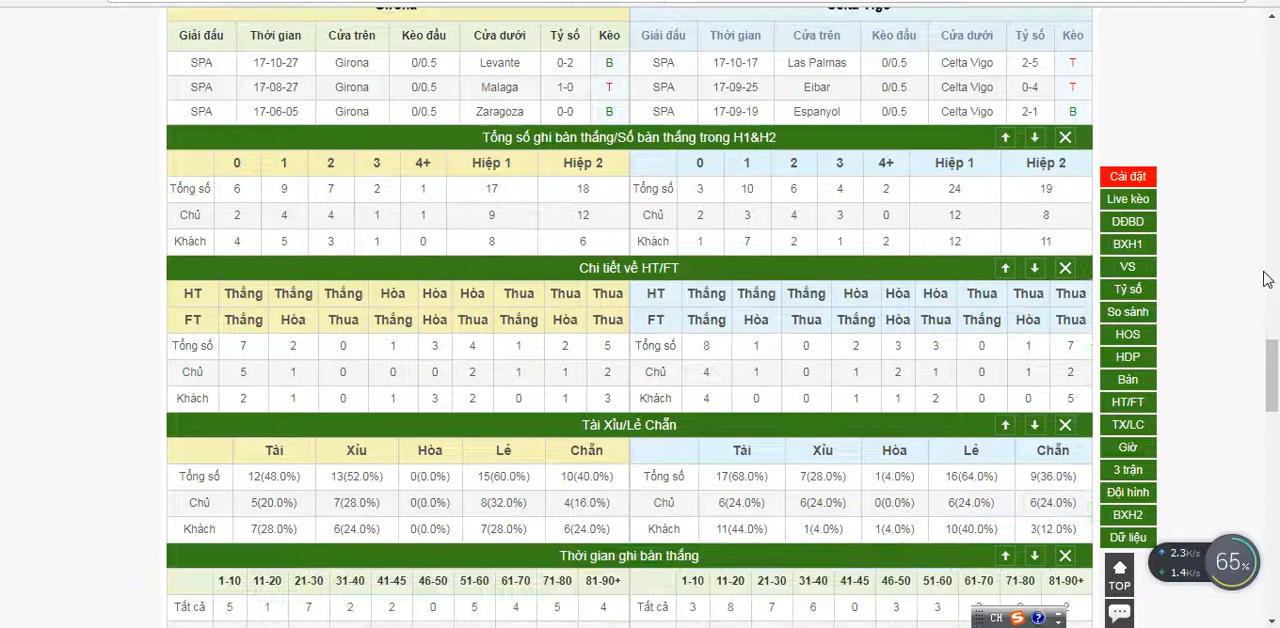 Girona Celta Vigo
Giải đấu Thời gian Cửa trên Kèo đầu Cửa dưới Tỷ số Kèo Giải đấu Thời gian Cửa trên Kèo đầu Cửa dưới Tỷ số Kèo
SPA 17-10-27 Girona 0/0.5 Levante 0-2 B SPA 17-10-17 Las Palmas 0/0.5 Celta Vigo 2-5 T
SPA 17-08-27 Girona 0/0.5 Malaga 1-0 T SPA 17-09-25 Eibar 0/0.5 Celta Vigo 0-4 T
SPA 17-06-05 Girona 0/0.5 Zaragoza 0-0 B SPA 17-09-19 Espanyol 0/0.5 Celta Vigo 2-1 B
Tổng số ghi bàn thắng/Số bàn thắng trong H1&H2
0 1 2 3 4+ Hiệp 1 Hiệp 2 0 1 2 3 4+ Hiệp 1 Hiệp 2
Tổng số 6 9 7 2 1 17 18 Tổng số 3 10 6 4 2 24 19
Chủ 2 4 4 1 1 9 12 Chủ 2 3 4 3 0 12 8
Khách 4 5 3 1 0 8 6 Khách 1 7 2 1 2 12 11
Chi tiết về HT/FT
HT Thắng Thắng Thắng Hòa Hòa Hòa Thua Thua Thua HT Thắng Thắng Thắng Hòa Hòa Hòa Thua Thua Thua
FT Thắng Hòa Thua Thắng Hòa Thua Thắng Hòa Thua FT Thắng Hòa Thua Thắng Hòa Thua Thắng Hòa Thua
Tổng số 7 2 0 1 4 1 2 5 Tổng số 8 1 0 2 3 3 0 1 7
Chủ 5 1 0 0 2 1 1 2 Chủ 4 1 0 1 2 1 0 1 2
Khách 2 1 0 1 2 0 1 3 Khách 4 0 0 1 1 2 0 0 5
Tài Xỉu/Lẻ Chẵn
Tài Xỉu Hòa Lẻ Chẵn Tài Xỉu Hòa Lẻ Chẵn
Tổng số 12(48.0%) 13(52.0%) 0(0.0%) 15(60.0%) 10(40.0%) Tổng số 17(68.0%) 7(28.0%) 1(4.0%) 16(64.0%) 9(36.0%)
Chủ 5(20.0%) 7(28.0%) 0(0.0%) 8(32.0%) 4(16.0%) Chủ 6(24.0%) 6(24.0%) 0(0.0%) 6(24.0%) 6(24.0%)
Khách 7(28.0%) 6(24.0%) 0(0.0%) 7(28.0%) 6(24.0%) Khách 11(44.0%) 1(4.0%) 1(4.0%) 10(40.0%) 3(12.0%)
Thời gian ghi bàn thắng
1-10 11-20 21-30 31-40 41-45 46-50 61-70 71-80 81-90+ 1-10 11-20 21-30 31-40 41-45 46-50 51-60 61-70 71-80 81-90+
Tất cả 5 1 7 2 2 0 5 4 5 4 Tất cả 3 8 7 6 0 3 3
Cài đặt
Live kèo
DĐBD
BXH1
VS
Tỷ số
So sánh
HOS
HDP
Bàn
HT/FT
TX/LC
Giờ
3 trận
Đội hình
BXH2
Dữ liệu
2.3K/s
1.4K/s
65%
TOP
CH